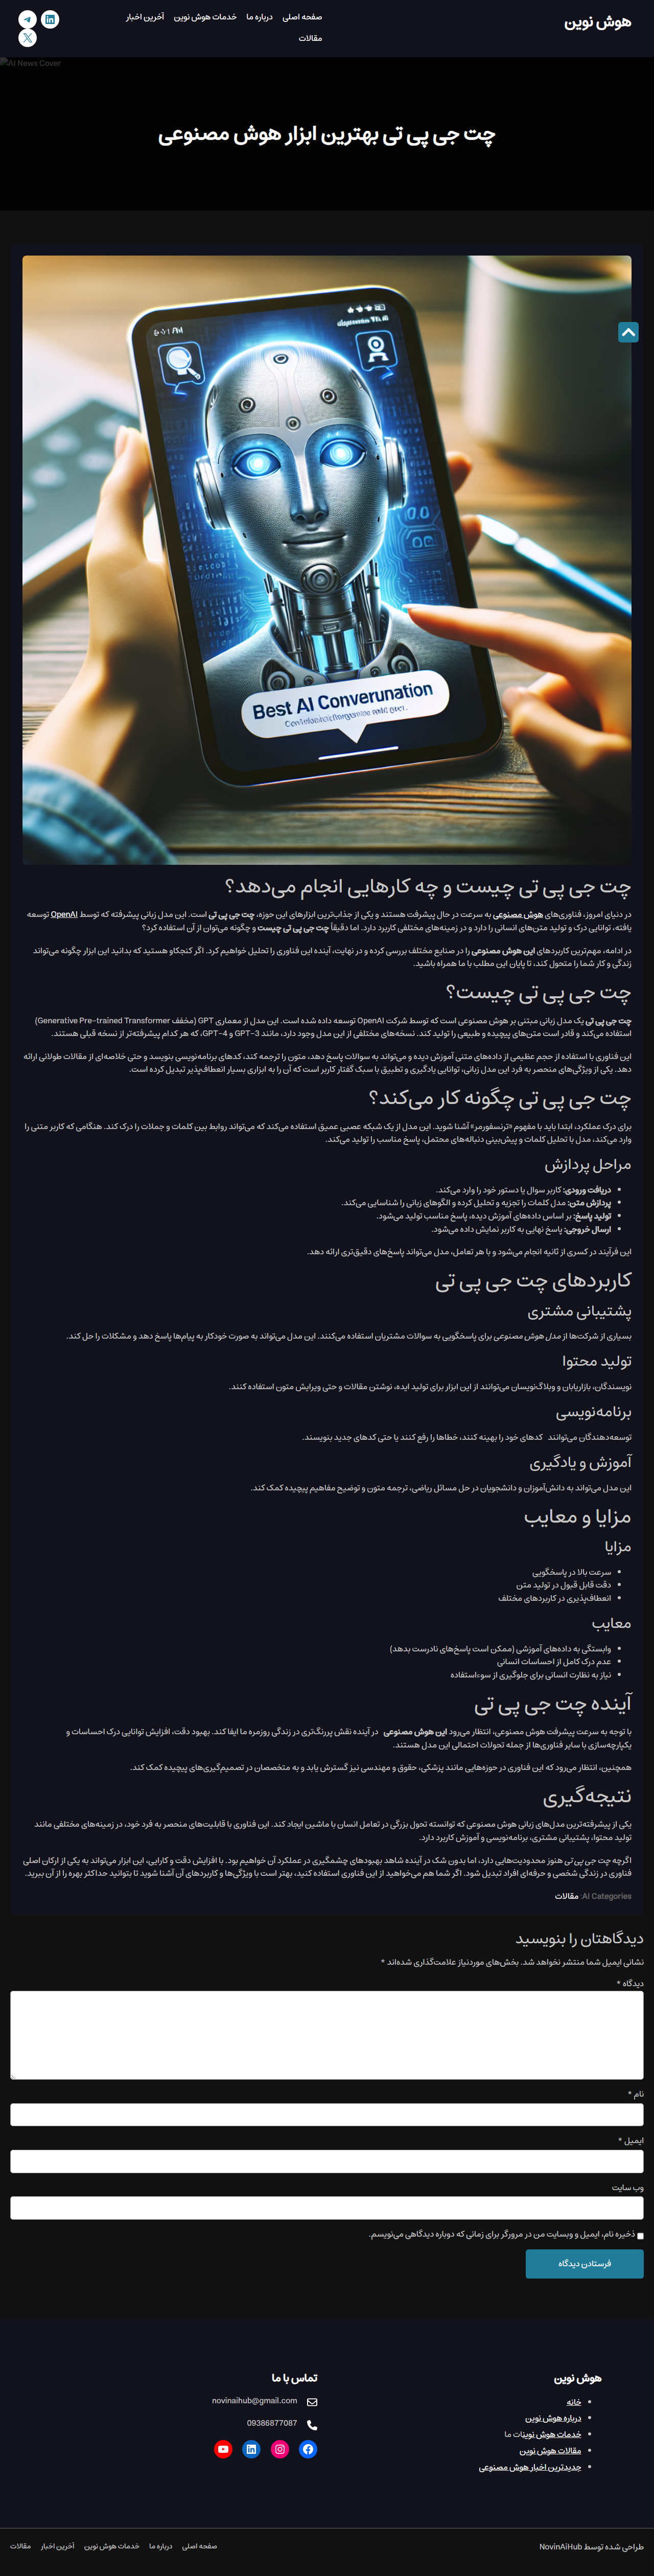 هوش نوین
صفحه اصلی
درباره ما
خدمات هوش نوین
آخرین اخبار
مقالات
AI News Cover
چت جی پی تی بهترین ابزار هوش مصنوعی
Best AI Converunation
چت جی پی تی چیست و چه کارهایی انجام می‌دهد؟
در دنیای امروز، فناوری‌های هوش مصنوعی به سرعت در حال پیشرفت هستند و یکی از جذاب‌ترین ابزارهای این حوزه، چت جی پی تی است. این مدل زبانی پیشرفته که توسط OpenAI توسعه
یافته، توانایی درک و تولید متن‌های انسانی را دارد و در زمینه‌های مختلفی کاربرد دارد. اما دقیقاً چت جی پی تی چیست و چگونه می‌توان از آن استفاده کرد؟
در ادامه، مهم‌ترین کاربردهای این هوش مصنوعی را در صنایع مختلف بررسی کرده و در نهایت، آینده این فناوری را تحلیل خواهیم کرد. اگر کنجکاو هستید که بدانید این ابزار چگونه می‌تواند
زندگی و کار شما را متحول کند، تا پایان این مطلب با ما همراه باشید.
چت جی پی تی چیست؟
چت جی پی تی یک مدل زبانی مبتنی بر هوش مصنوعی است که توسط شرکت OpenAI توسعه داده شده است. این مدل از معماری GPT (مخفف Generative Pre-trained Transformer)
استفاده می‌کند و قادر است متن‌های پیچیده و طبیعی را تولید کند. نسخه‌های مختلفی از این مدل وجود دارد، مانند GPT-3 و GPT-4، که هر کدام پیشرفته‌تر از نسخه قبلی هستند.
این فناوری با استفاده از حجم عظیمی از داده‌های متنی آموزش دیده و می‌تواند به سوالات پاسخ دهد، متون را ترجمه کند، کدهای برنامه‌نویسی بنویسد و حتی خلاصه‌ای از مقالات طولانی ارائه
دهد. یکی از ویژگی‌های منحصر به فرد این مدل زبانی، توانایی یادگیری و تطبیق با سبک گفتار کاربر است که آن را به ابزاری بسیار انعطاف‌پذیر تبدیل کرده است.
چت جی پی تی چگونه کار می‌کند؟
برای درک عملکرد، ابتدا باید با مفهوم «ترنسفورمر» آشنا شوید. این مدل از یک شبکه عصبی عمیق استفاده می‌کند که می‌تواند روابط بین کلمات و جملات را درک کند. هنگامی که کاربر متنی را
وارد می‌کند، مدل با تحلیل کلمات و پیش‌بینی دنباله‌های محتمل، پاسخ مناسب را تولید می‌کند.
مراحل پردازش
دریافت ورودی: کاربر سوال یا دستور خود را وارد می‌کند.
پردازش متن: مدل کلمات را تجزیه و تحلیل کرده و الگوهای زبانی را شناسایی می‌کند.
تولید پاسخ: بر اساس داده‌های آموزش دیده، پاسخ مناسب تولید می‌شود.
ارسال خروجی: پاسخ نهایی به کاربر نمایش داده می‌شود.
این فرآیند در کسری از ثانیه انجام می‌شود و با هر تعامل، مدل می‌تواند پاسخ‌های دقیق‌تری ارائه دهد.
کاربردهای چت جی پی تی
پشتیبانی مشتری
بسیاری از شرکت‌ها از مدل هوش مصنوعی برای پاسخگویی به سوالات مشتریان استفاده می‌کنند. این مدل می‌تواند به صورت خودکار به پیام‌ها پاسخ دهد و مشکلات را حل کند.
تولید محتوا
نویسندگان، بازاریابان و وبلاگ‌نویسان می‌توانند از این ابزار برای تولید ایده، نوشتن مقالات و حتی ویرایش متون استفاده کنند.
برنامه‌نویسی
توسعه‌دهندگان می‌توانند کدهای خود را بهینه کنند، خطاها را رفع کنند یا حتی کدهای جدید بنویسند.
آموزش و یادگیری
این مدل می‌تواند به دانش‌آموزان و دانشجویان در حل مسائل ریاضی، ترجمه متون و توضیح مفاهیم پیچیده کمک کند.
مزایا و معایب
مزایا
سرعت بالا در پاسخگویی
دقت قابل قبول در تولید متن
انعطاف‌پذیری در کاربردهای مختلف
معایب
وابستگی به داده‌های آموزشی (ممکن است پاسخ‌های نادرست بدهد)
عدم درک کامل از احساسات انسانی
نیاز به نظارت انسانی برای جلوگیری از سوءاستفاده
آینده چت جی پی تی
با توجه به سرعت پیشرفت هوش مصنوعی، انتظار می‌رود این هوش مصنوعی در آینده نقش پررنگ‌تری در زندگی روزمره ما ایفا کند. بهبود دقت، افزایش توانایی درک احساسات و
یکپارچه‌سازی با سایر فناوری‌ها از جمله تحولات احتمالی این مدل هستند.
همچنین، انتظار می‌رود که این فناوری در حوزه‌هایی مانند پزشکی، حقوق و مهندسی نیز گسترش یابد و به متخصصان در تصمیم‌گیری‌های پیچیده کمک کند.
نتیجه‌گیری
یکی از پیشرفته‌ترین مدل‌های زبانی هوش مصنوعی که توانسته تحول بزرگی در تعامل انسان با ماشین ایجاد کند. این فناوری با قابلیت‌های منحصر به فرد خود، در زمینه‌های مختلفی مانند
تولید محتوا، پشتیبانی مشتری، برنامه‌نویسی و آموزش کاربرد دارد.
اگرچه چت جی پی تی هنوز محدودیت‌هایی دارد، اما بدون شک در آینده شاهد بهبودهای چشمگیری در عملکرد آن خواهیم بود. با افزایش دقت و کارایی، این ابزار می‌تواند به یکی از ارکان اصلی
فناوری در زندگی شخصی و حرفه‌ای افراد تبدیل شود. اگر شما هم می‌خواهید از این فناوری استفاده کنید، بهتر است با ویژگی‌ها و کاربردهای آن آشنا شوید تا بتوانید حداکثر بهره را از آن ببرید.
AI Categories: مقالات
دیدگاهتان را بنویسید
نشانی ایمیل شما منتشر نخواهد شد. بخش‌های موردنیاز علامت‌گذاری شده‌اند *
دیدگاه *
نام *
ایمیل *
وب‌ سایت
ذخیره نام، ایمیل و وبسایت من در مرورگر برای زمانی که دوباره دیدگاهی می‌نویسم.
فرستادن دیدگاه
هوش نوین
خانه
درباره هوش نوین
خدمات هوش نوینات ما
مقالات هوش نوین
جدیدترین اخبار هوش مصنوعی
تماس با ما
novinaihub@gmail.com
09386877087
طراحی شده توسط NovinAiHub
صفحه اصلی
درباره ما
خدمات هوش نوین
آخرین اخبار
مقالات